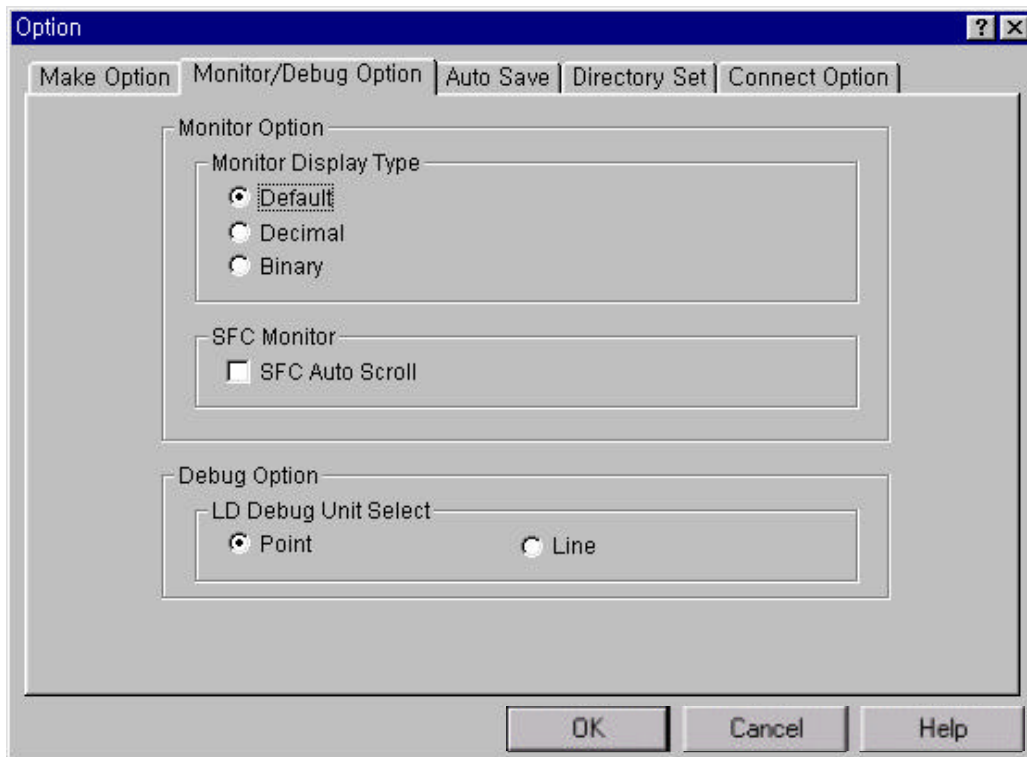 Option
Make Option Monitor/Debug Option Auto Save Directory Set Connect Option
Monitor Option
Monitor Display Type
Default
Decimal
Binary
SFC Monitor
SFC Auto Scroll
Debug Option
LD Debug Unit Select
Point Line
OK Cancel Help